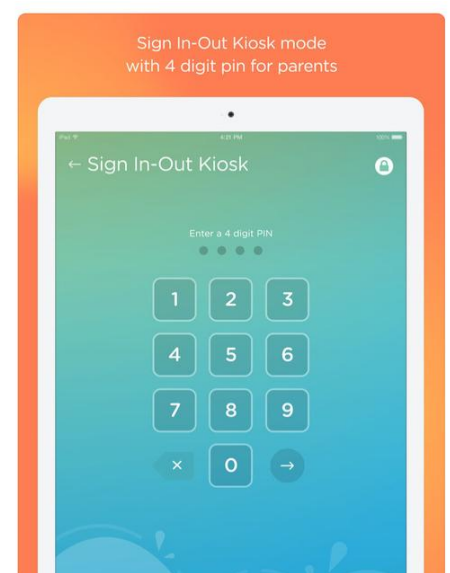 Sign In-Out Kiosk mode
with 4 digit pin for parents
iPad 4:21 PM 100%
← Sign In-Out Kiosk
Enter a 4 digit PIN
1 2 3
4 5 6
7 8 9
× 0 →